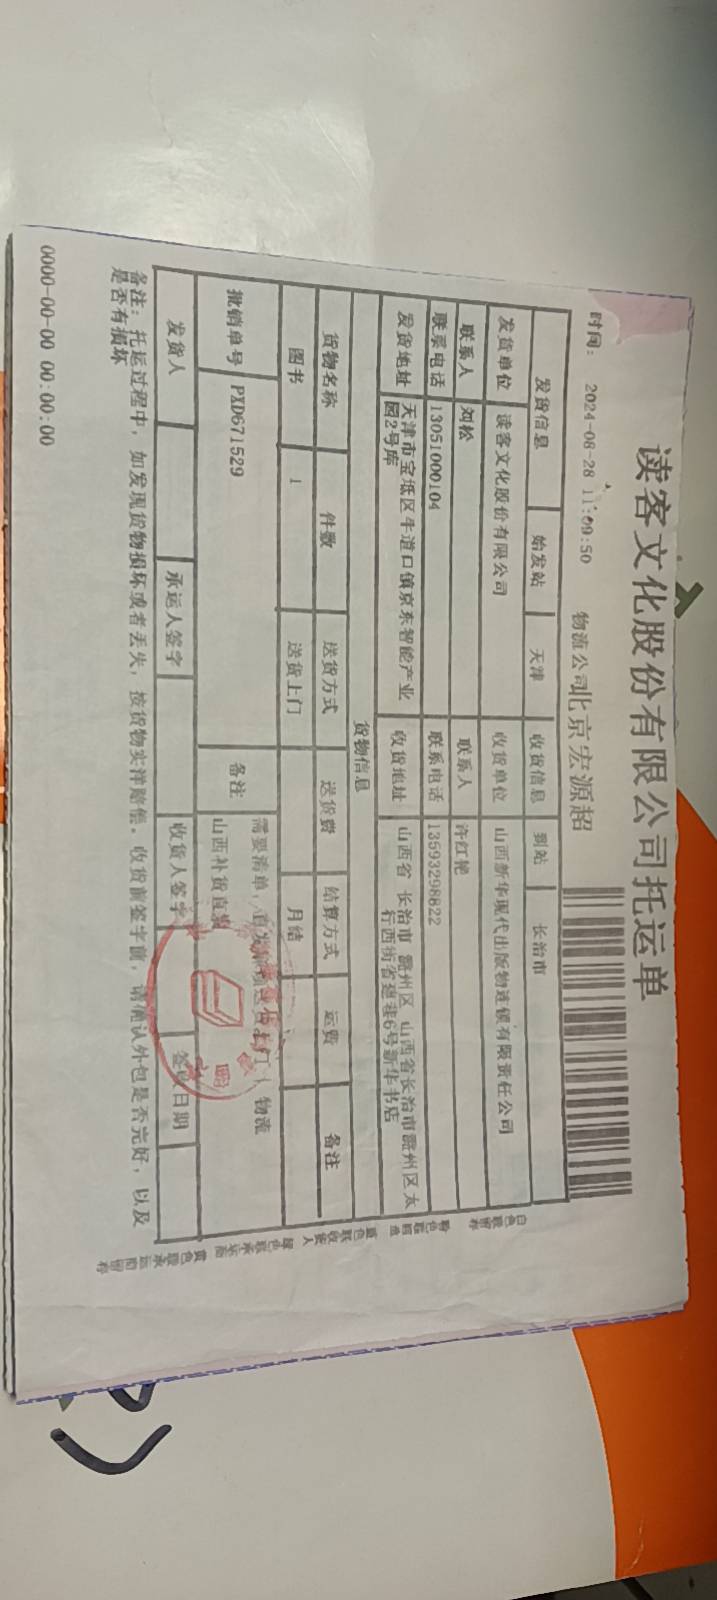 读客文化股份有限公司托运单
时间： 2024-08-28 11:09:50 物流公司北京宏源超
发货信息 始发站 天津 收货信息 到站 长治市
发货单位 读客文化股份有限公司 收货单位 山西新华现代出版物连锁有限责任公司
联系人 刘松 联系人 许红艳
联系电话 13051000104 联系电话 13593298822
发货地址 天津市宝坻区牛道口镇京东智能产业园2号库 收货地址 山西省 长治市 潞州区 山西省长治市潞州区太行西街省建巷6号新华书店
货物信息
货物名称 件数 送货方式 送货费 结算方式 运费 备注
图书 1 送货上门 月结
批销单号 PXD671529 备注 需要清单，物流
山西补货直发
发货人 承运人签字 收货人签字 签收日期
备注：托运过程中，如发现货物损坏或者丢失，按货物实洋赔偿。收货前签字前，请确认外包是否完好，以及
是否有损坏
0000-00-00 00:00:00